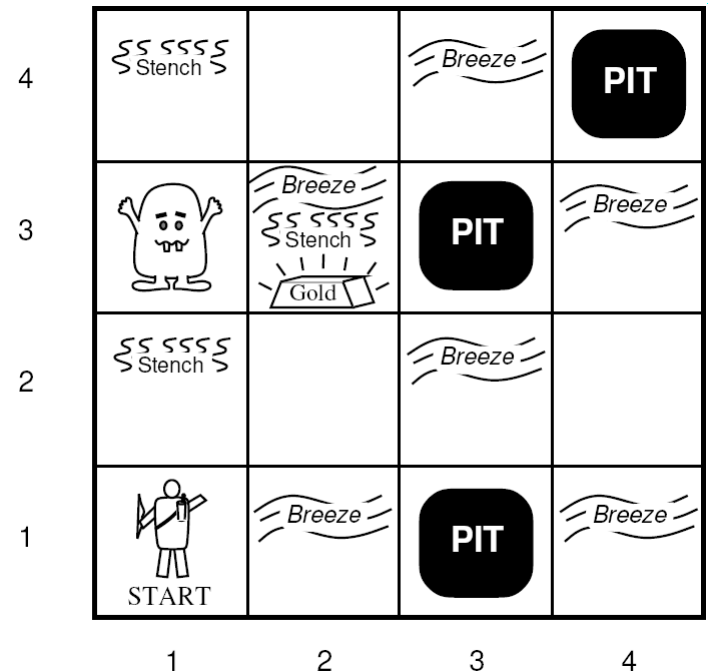 4
Stench
Breeze
PIT
3
Breeze
Stench
Gold
PIT
Breeze
2
Stench
Breeze
1
START
Breeze
PIT
Breeze
1 2 3 4